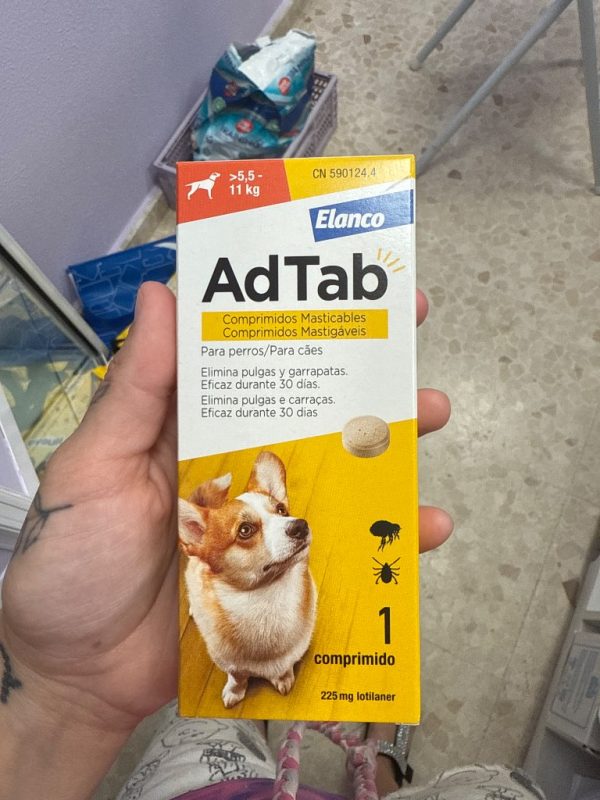 >5,5 -
11 kg
CN 590124.4
Elanco
AdTab
Comprimidos Masticables
Comprimidos Mastigáveis
Para perros/Para cães
Elimina pulgas y garrapatas.
Eficaz durante 30 días.
Elimina pulgas e carraças.
Eficaz durante 30 dias
1
comprimido
225 mg lotilaner